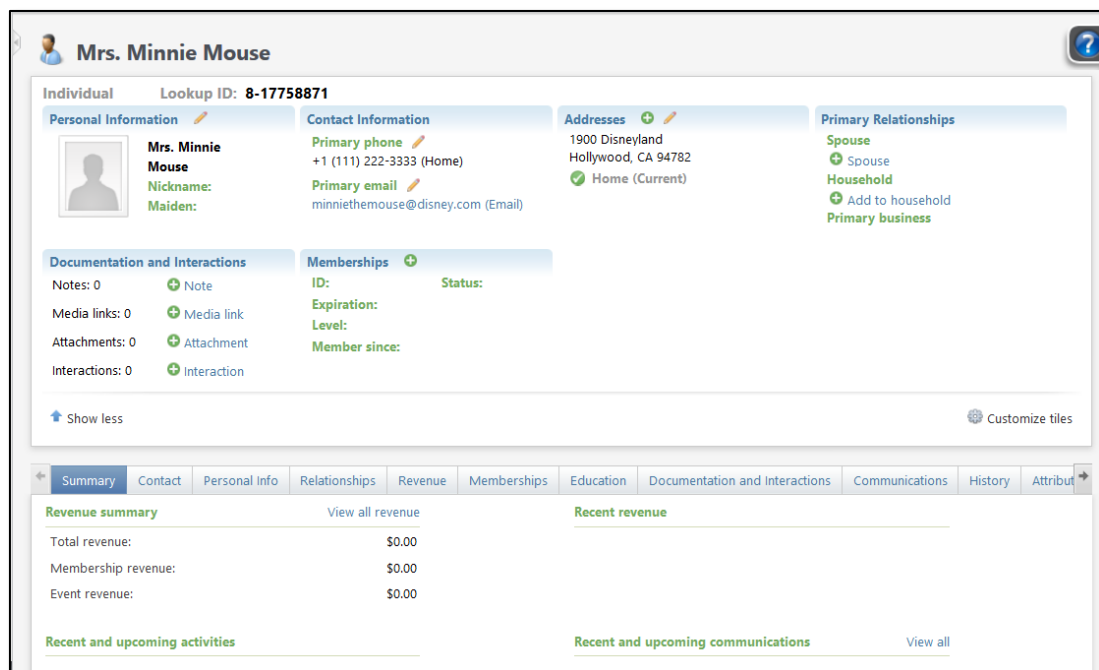 Mrs. Minnie Mouse
?
Individual Lookup ID: 8-17758871
Personal Information
Mrs. Minnie
Mouse
Nickname:
Maiden:
Contact Information
Primary phone
+1 (111) 222-3333 (Home)
Primary email
minniethemouse@disney.com (Email)
Addresses
1900 Disneyland
Hollywood, CA 94782
Home (Current)
Primary Relationships
Spouse
Spouse
Household
Add to household
Primary business
Documentation and Interactions
Notes: 0 Note
Media links: 0 Media link
Attachments: 0 Attachment
Interactions: 0 Interaction
Memberships
ID: Status:
Expiration:
Level:
Member since:
Show less Customize tiles
Summary Contact Personal Info Relationships Revenue Memberships Education Documentation and Interactions Communications History Attribut
Revenue summary View all revenue
Total revenue: $0.00
Membership revenue: $0.00
Event revenue: $0.00
Recent revenue
Recent and upcoming activities
Recent and upcoming communications View all